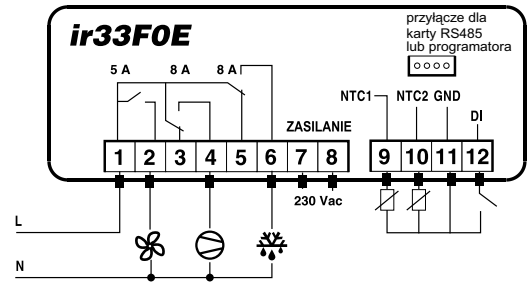 ir33F0E
przyłącze dla
karty RS485
lub programatora
5 A 8 A 8 A
NTC1 NTC2 GND
DI
ZASILANIE
1 2 3 4 5 6 7 8 9 10 11 12
230 Vac
L
N